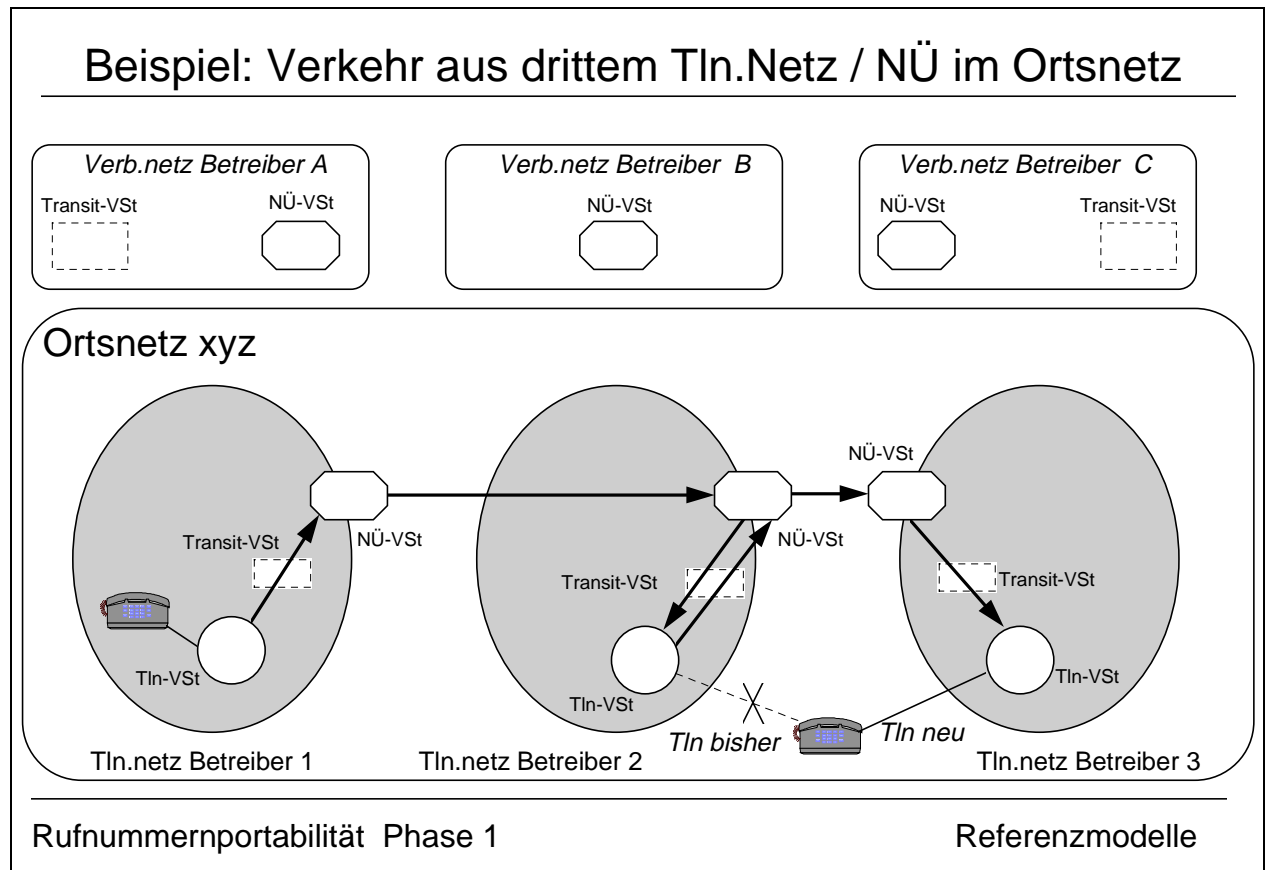 Beispiel: Verkehr aus drittem Tln.Netz / NÜ im Ortsnetz
Verb.netz Betreiber A
Transit-VSt
NÜ-VSt
Verb.netz Betreiber B
NÜ-VSt
Verb.netz Betreiber C
NÜ-VSt
Transit-VSt
Ortsnetz xyz
NÜ-VSt
Transit-VSt
NÜ-VSt
NÜ-VSt
Transit-VSt
Transit-VSt
Tln-VSt
Tln-VSt
Tln-VSt
Tln bisher
Tln neu
Tln.netz Betreiber 1
Tln.netz Betreiber 2
Tln.netz Betreiber 3
Rufnummernportabilität Phase 1
Referenzmodelle